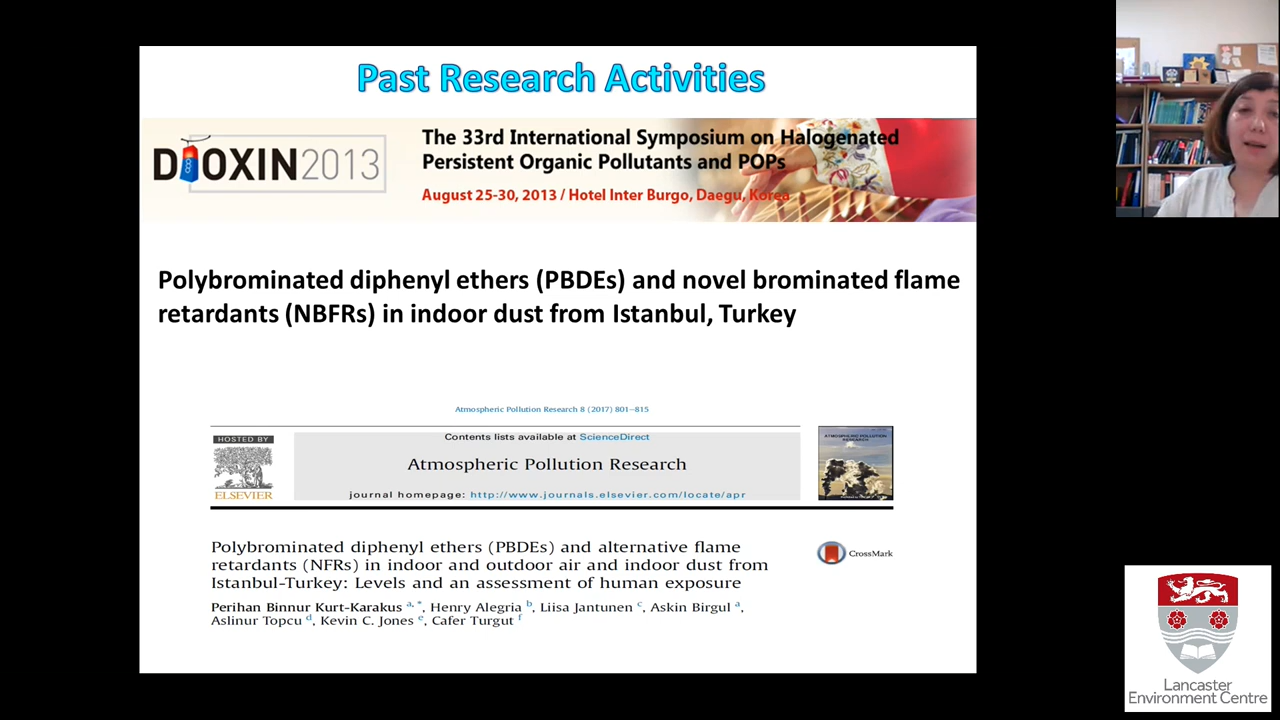 Past Research Activities
DIOXIN2013
The 33rd International Symposium on Halogenated
Persistent Organic Pollutants and POPs
August 25-30, 2013 / Hotel Inter Burgo, Daegu, Korea
Polybrominated diphenyl ethers (PBDEs) and novel brominated flame
retardants (NBFRs) in indoor dust from Istanbul, Turkey
Atmospheric Pollution Research 8 (2017) 801–815
HOSTED BY
ELSEVIER
Contents lists available at ScienceDirect
Atmospheric Pollution Research
journal homepage: http://www.journals.elsevier.com/locate/apr
ATMOSPHERIC POLLUTION
RESEARCH
Polybrominated diphenyl ethers (PBDEs) and alternative flame
retardants (NFRs) in indoor and outdoor air and indoor dust from
Istanbul-Turkey: Levels and an assessment of human exposure
CrossMark
Perihan Binnur Kurt-Karakus a, *, Henry Alegria b, Liisa Jantunen c, Askin Birgul a,
Aslinur Topcu d, Kevin C. Jones e, Cafer Turgut f
Lancaster
Environment Centre